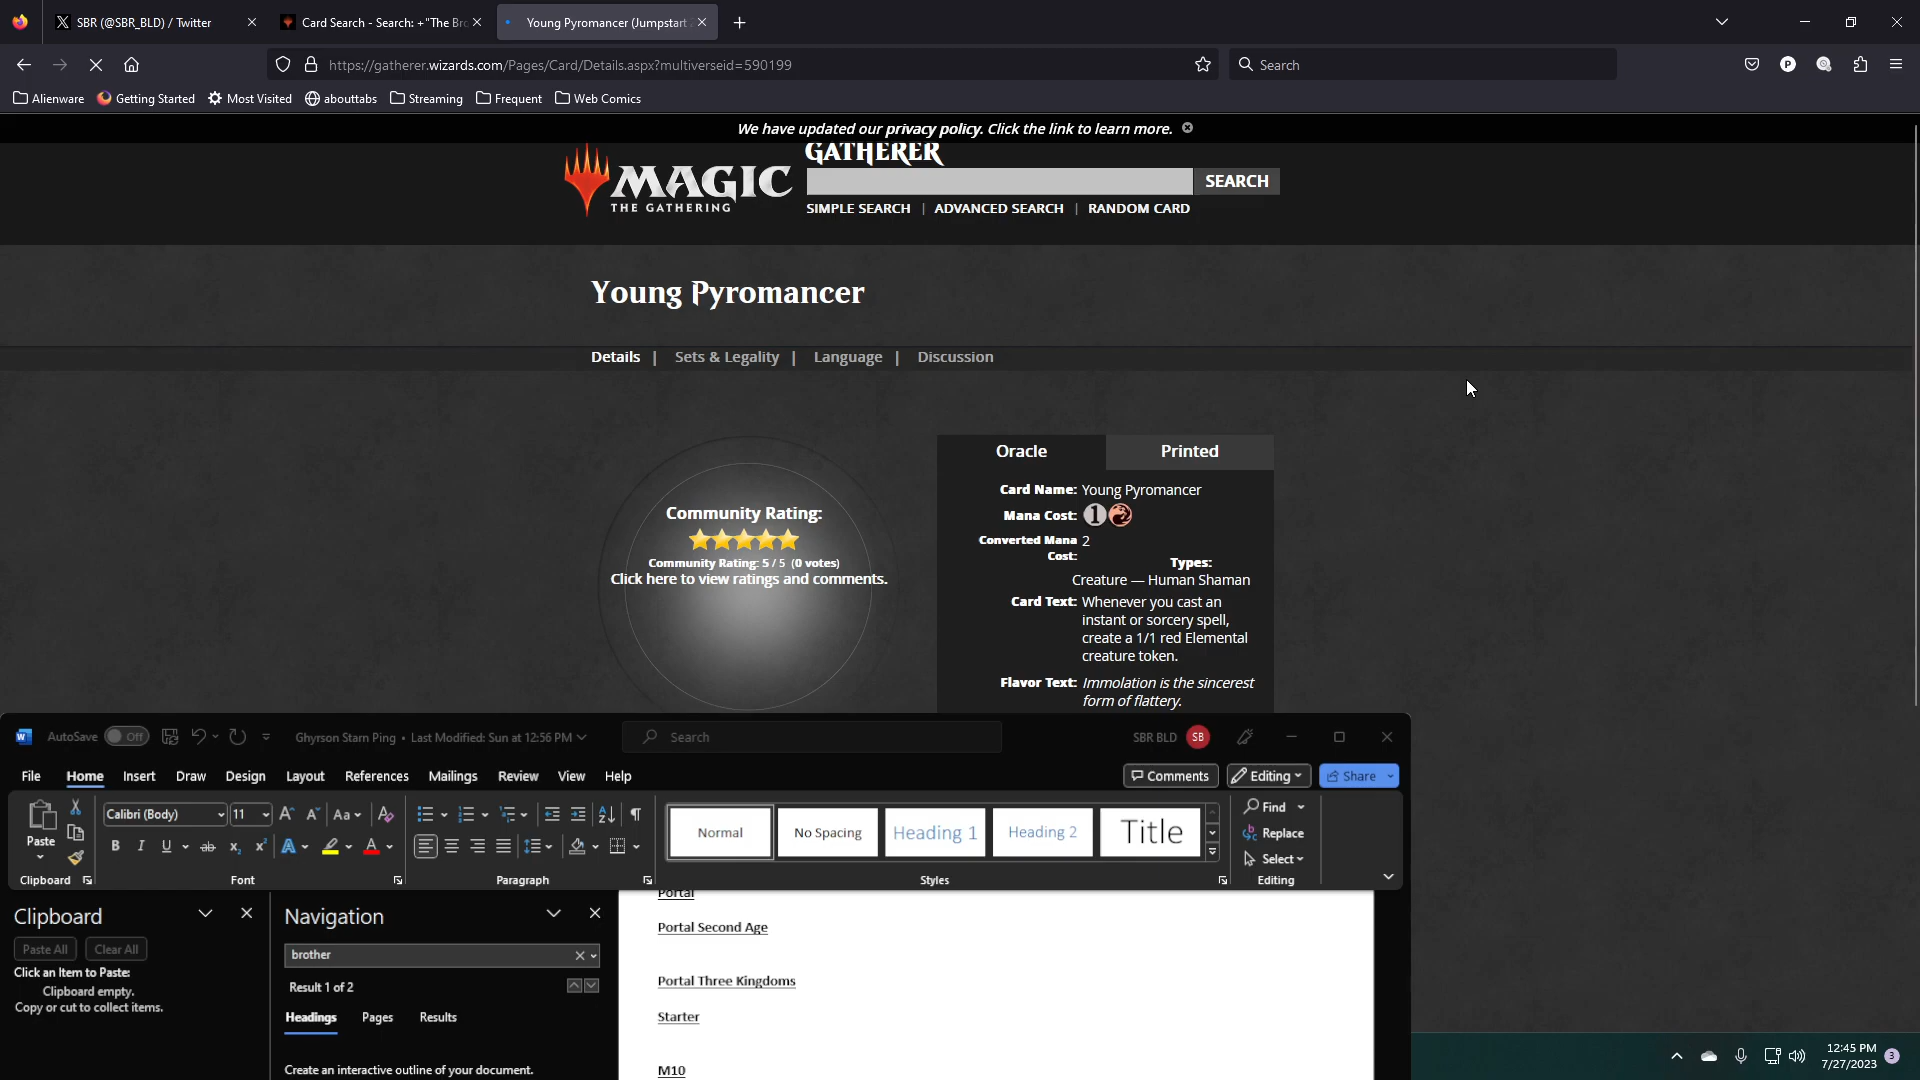 SBR (@SBR_BLD) / Twitter
Card Search - Search: +"The Bro
Young Pyromancer (Jumpstart
https://gatherer.wizards.com/Pages/Card/Details.aspx?multiverseid=590199
Search
Alienware
Getting Started
Most Visited
abouttabs
Streaming
Frequent
Web Comics
We have updated our privacy policy. Click the link to learn more.
MAGIC
THE GATHERING
GATHERER
SEARCH
SIMPLE SEARCH | ADVANCED SEARCH | RANDOM CARD
Young Pyromancer
Details | Sets & Legality | Language | Discussion
Community Rating:
Community Rating: 5 / 5 (0 votes)
Click here to view ratings and comments.
Oracle
Printed
Card Name: Young Pyromancer
Mana Cost: 1
Converted Mana Cost: 2
Types:
Creature — Human Shaman
Card Text: Whenever you cast an
instant or sorcery spell,
create a 1/1 red Elemental
creature token.
Flavor Text: Immolation is the sincerest
form of flattery.
AutoSave Off
Ghyrson Starn Ping • Last Modified: Sun at 12:56 PM
Search
SBR BLD SB
File Home Insert Draw Design Layout References Mailings Review View Help
Comments
Editing
Share
Paste
Clipboard
Calibri (Body) 11
Font
Paragraph
Normal
No Spacing
Heading 1
Heading 2
Title
Styles
Find
Replace
Select
Editing
Clipboard
Paste All
Clear All
Click an Item to Paste:
Clipboard empty.
Copy or cut to collect items.
Navigation
brother
Result 1 of 2
Headings
Pages
Results
Create an interactive outline of your document.
Portal
Portal Second Age
Portal Three Kingdoms
Starter
M10
12:45 PM
7/27/2023
3